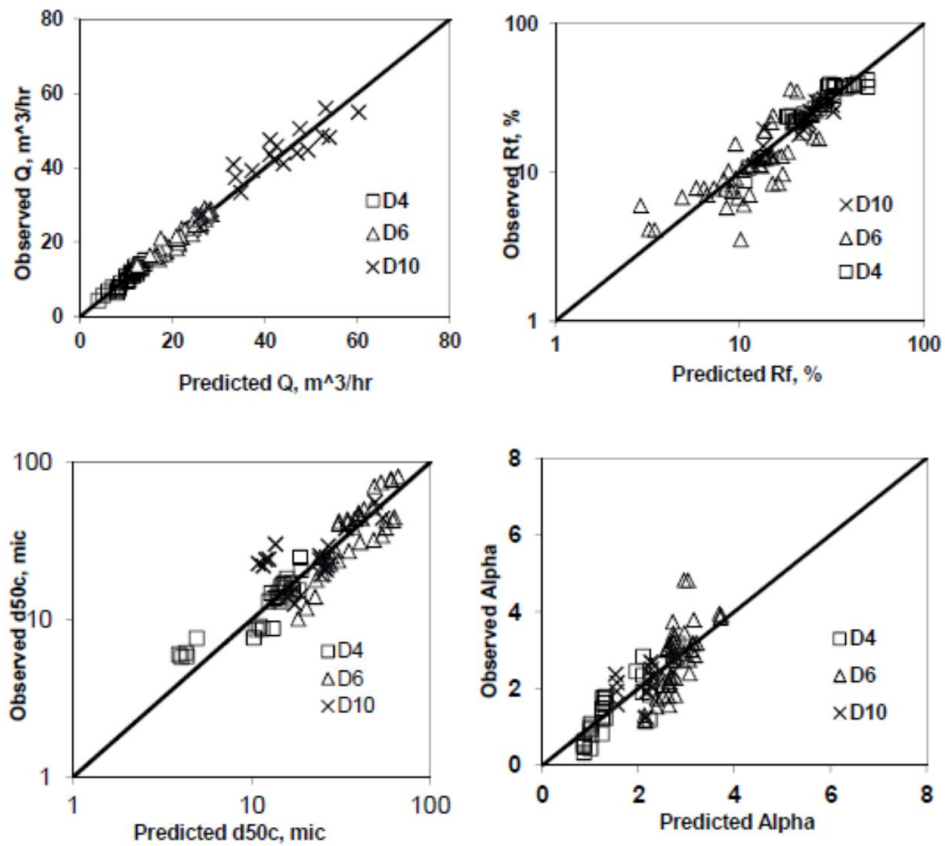 80
60
40
20
0
Observed Q, m^3/hr
D4
D6
D10
0 20 40 60 80
Predicted Q, m^3/hr
100
10
1
Observed Rf, %
D10
D6
D4
1 10 100
Predicted Rf, %
100
10
1
Observed d50c, mic
D4
D6
D10
1 10 100
Predicted d50c, mic
8
6
4
2
0
Observed Alpha
D4
D6
D10
0 2 4 6 8
Predicted Alpha